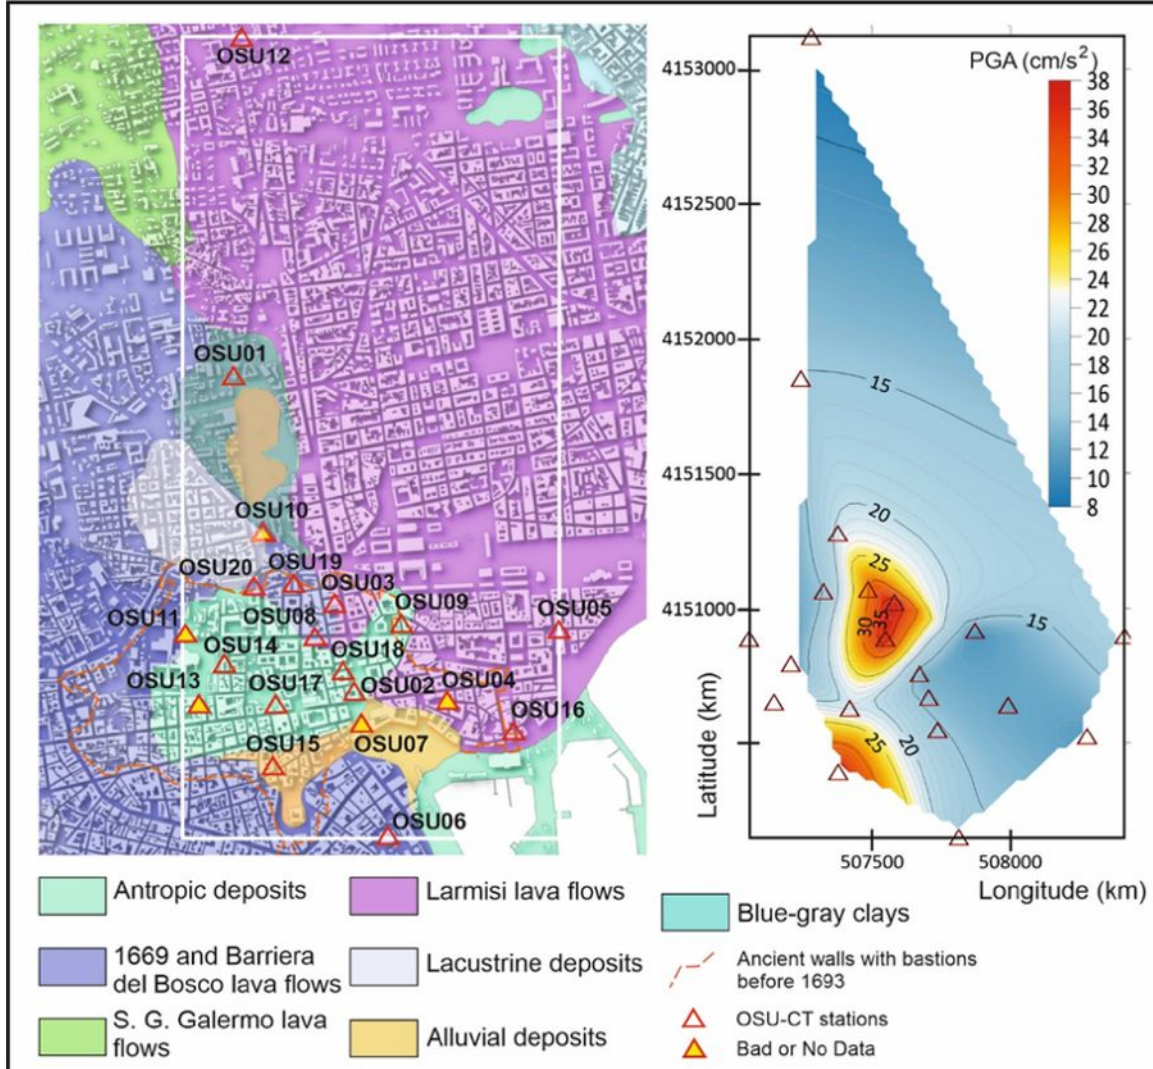 OSU12
OSU01
OSU10
OSU20
OSU19
OSU03
OSU11
OSU08
OSU09
OSU05
OSU14
OSU18
OSU13
OSU17
OSU02
OSU04
OSU16
OSU15
OSU07
OSU06
PGA (cm/s²)
38
36
34
32
30
28
26
24
22
20
18
16
14
12
10
8
4153000
4152500
4152000
4151500
4151000
15
20
25
30
35
15
25
20
Latitude (km)
507500
508000
Longitude (km)
Antropic deposits
1669 and Barriera
del Bosco lava flows
S. G. Galermo lava
flows
Larmisi lava flows
Lacustrine deposits
Alluvial deposits
Blue-gray clays
Ancient walls with bastions
before 1693
OSU-CT stations
Bad or No Data